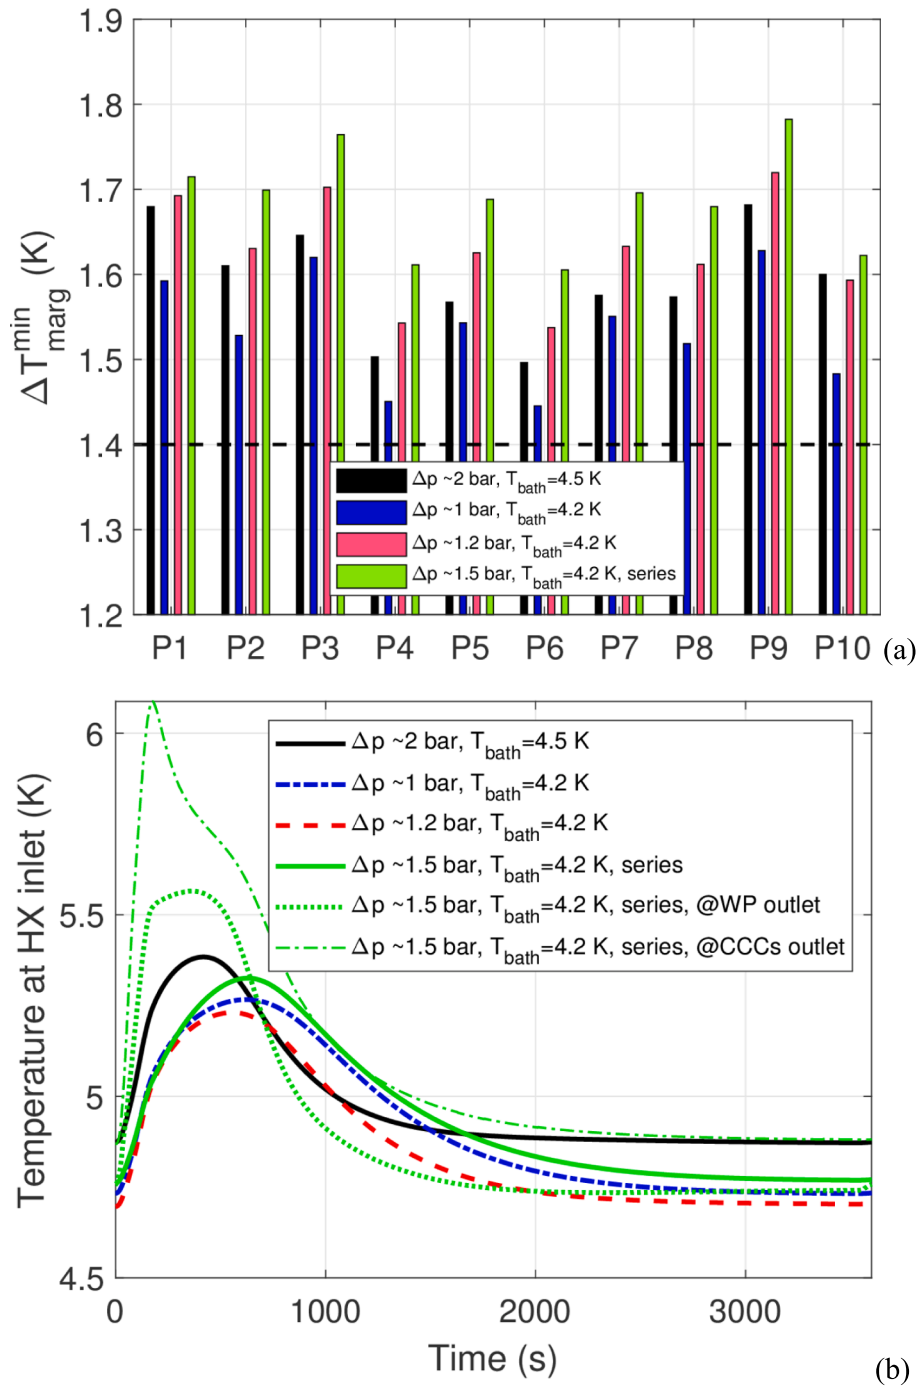 1.9
1.8
1.7
1.6
1.5
1.4
1.3
1.2
ΔT^min_marg (K)
Δp ~2 bar, T_bath=4.5 K
Δp ~1 bar, T_bath=4.2 K
Δp ~1.2 bar, T_bath=4.2 K
Δp ~1.5 bar, T_bath=4.2 K, series
P1 P2 P3 P4 P5 P6 P7 P8 P9 P10 (a)
6
5.5
5
4.5
Temperature at HX inlet (K)
Δp ~2 bar, T_bath=4.5 K
Δp ~1 bar, T_bath=4.2 K
Δp ~1.2 bar, T_bath=4.2 K
Δp ~1.5 bar, T_bath=4.2 K, series
Δp ~1.5 bar, T_bath=4.2 K, series, @WP outlet
Δp ~1.5 bar, T_bath=4.2 K, series, @CCCs outlet
0 1000 2000 3000
Time (s)
(b)